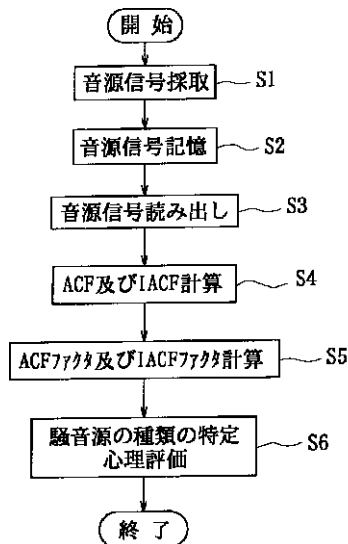 開 始
音源信号採取 S1
音源信号記憶 S2
音源信号読み出し S3
ACF及びIACF計算 S4
ACFファクタ及びIACFファクタ計算 S5
騒音源の種類の特定
心理評価 S6
終 了